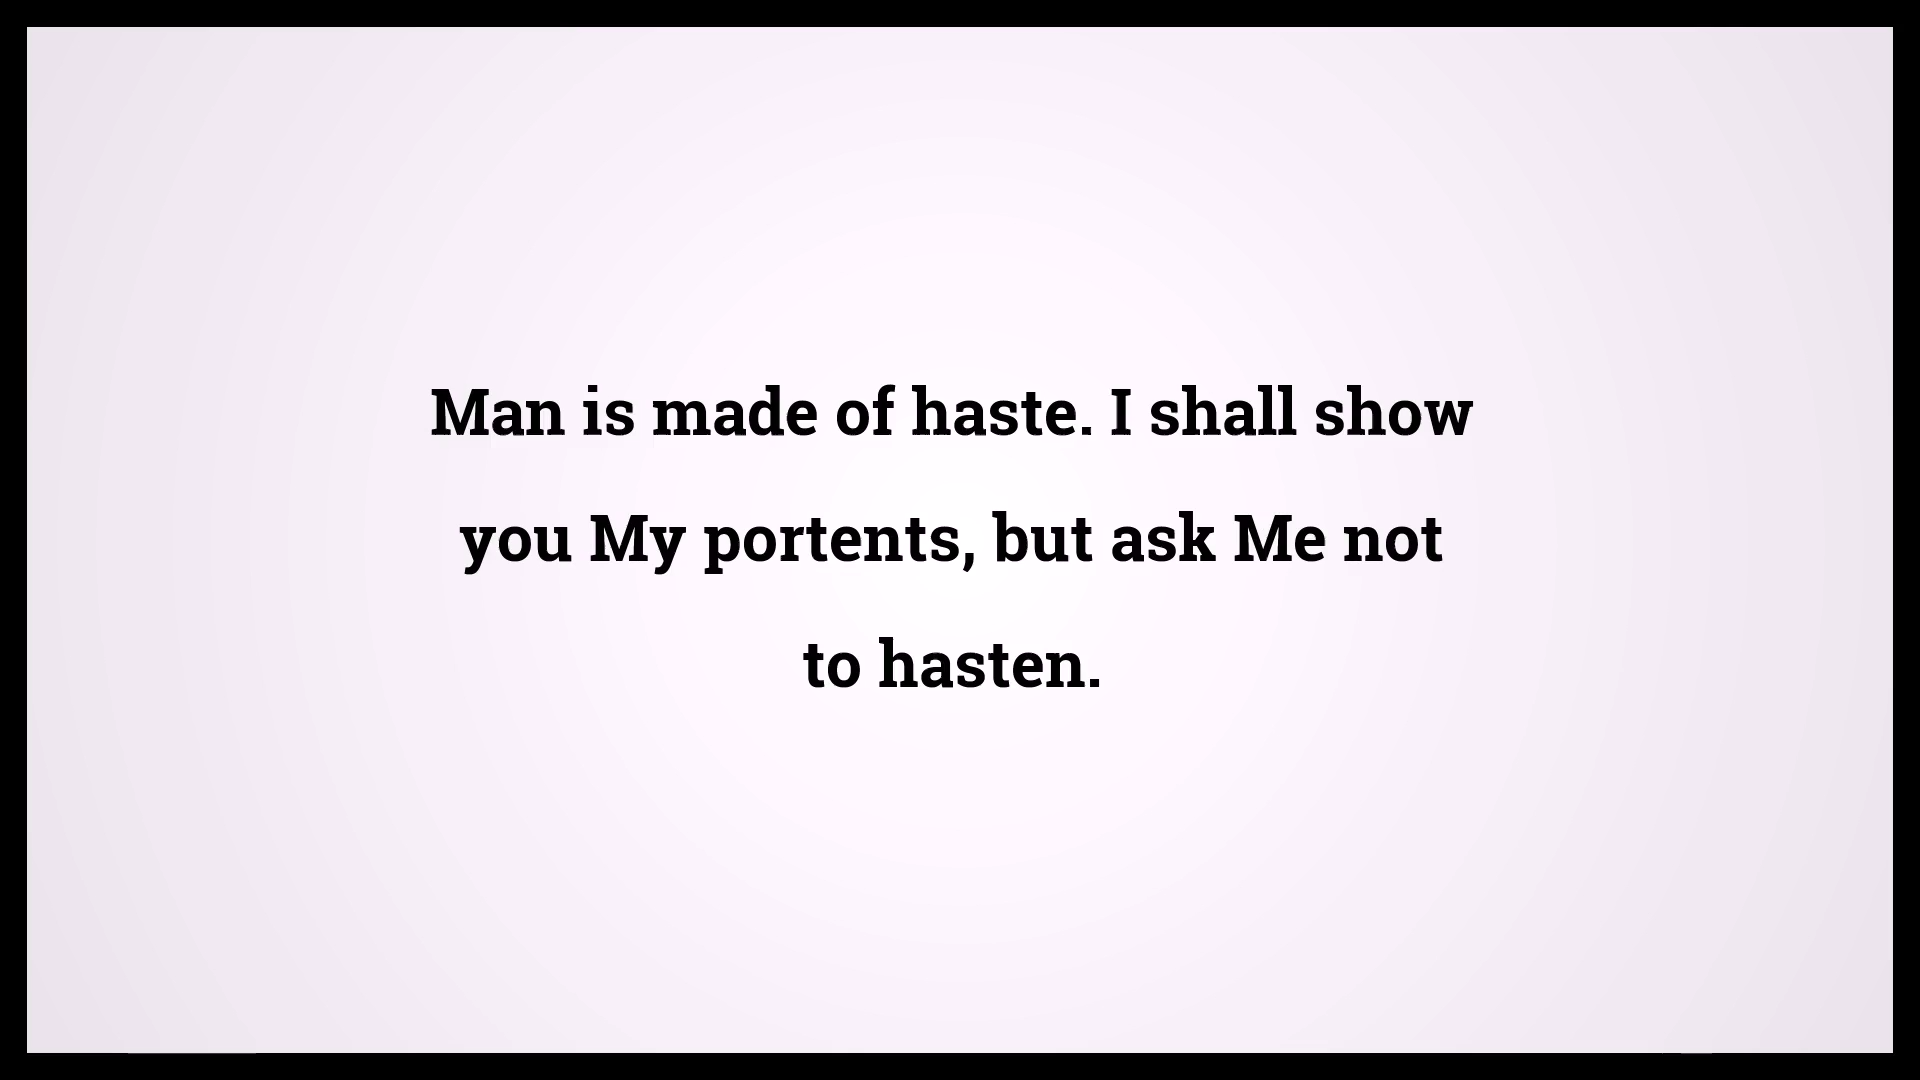 Man is made of haste. I shall show
you My portents, but ask Me not
to hasten.